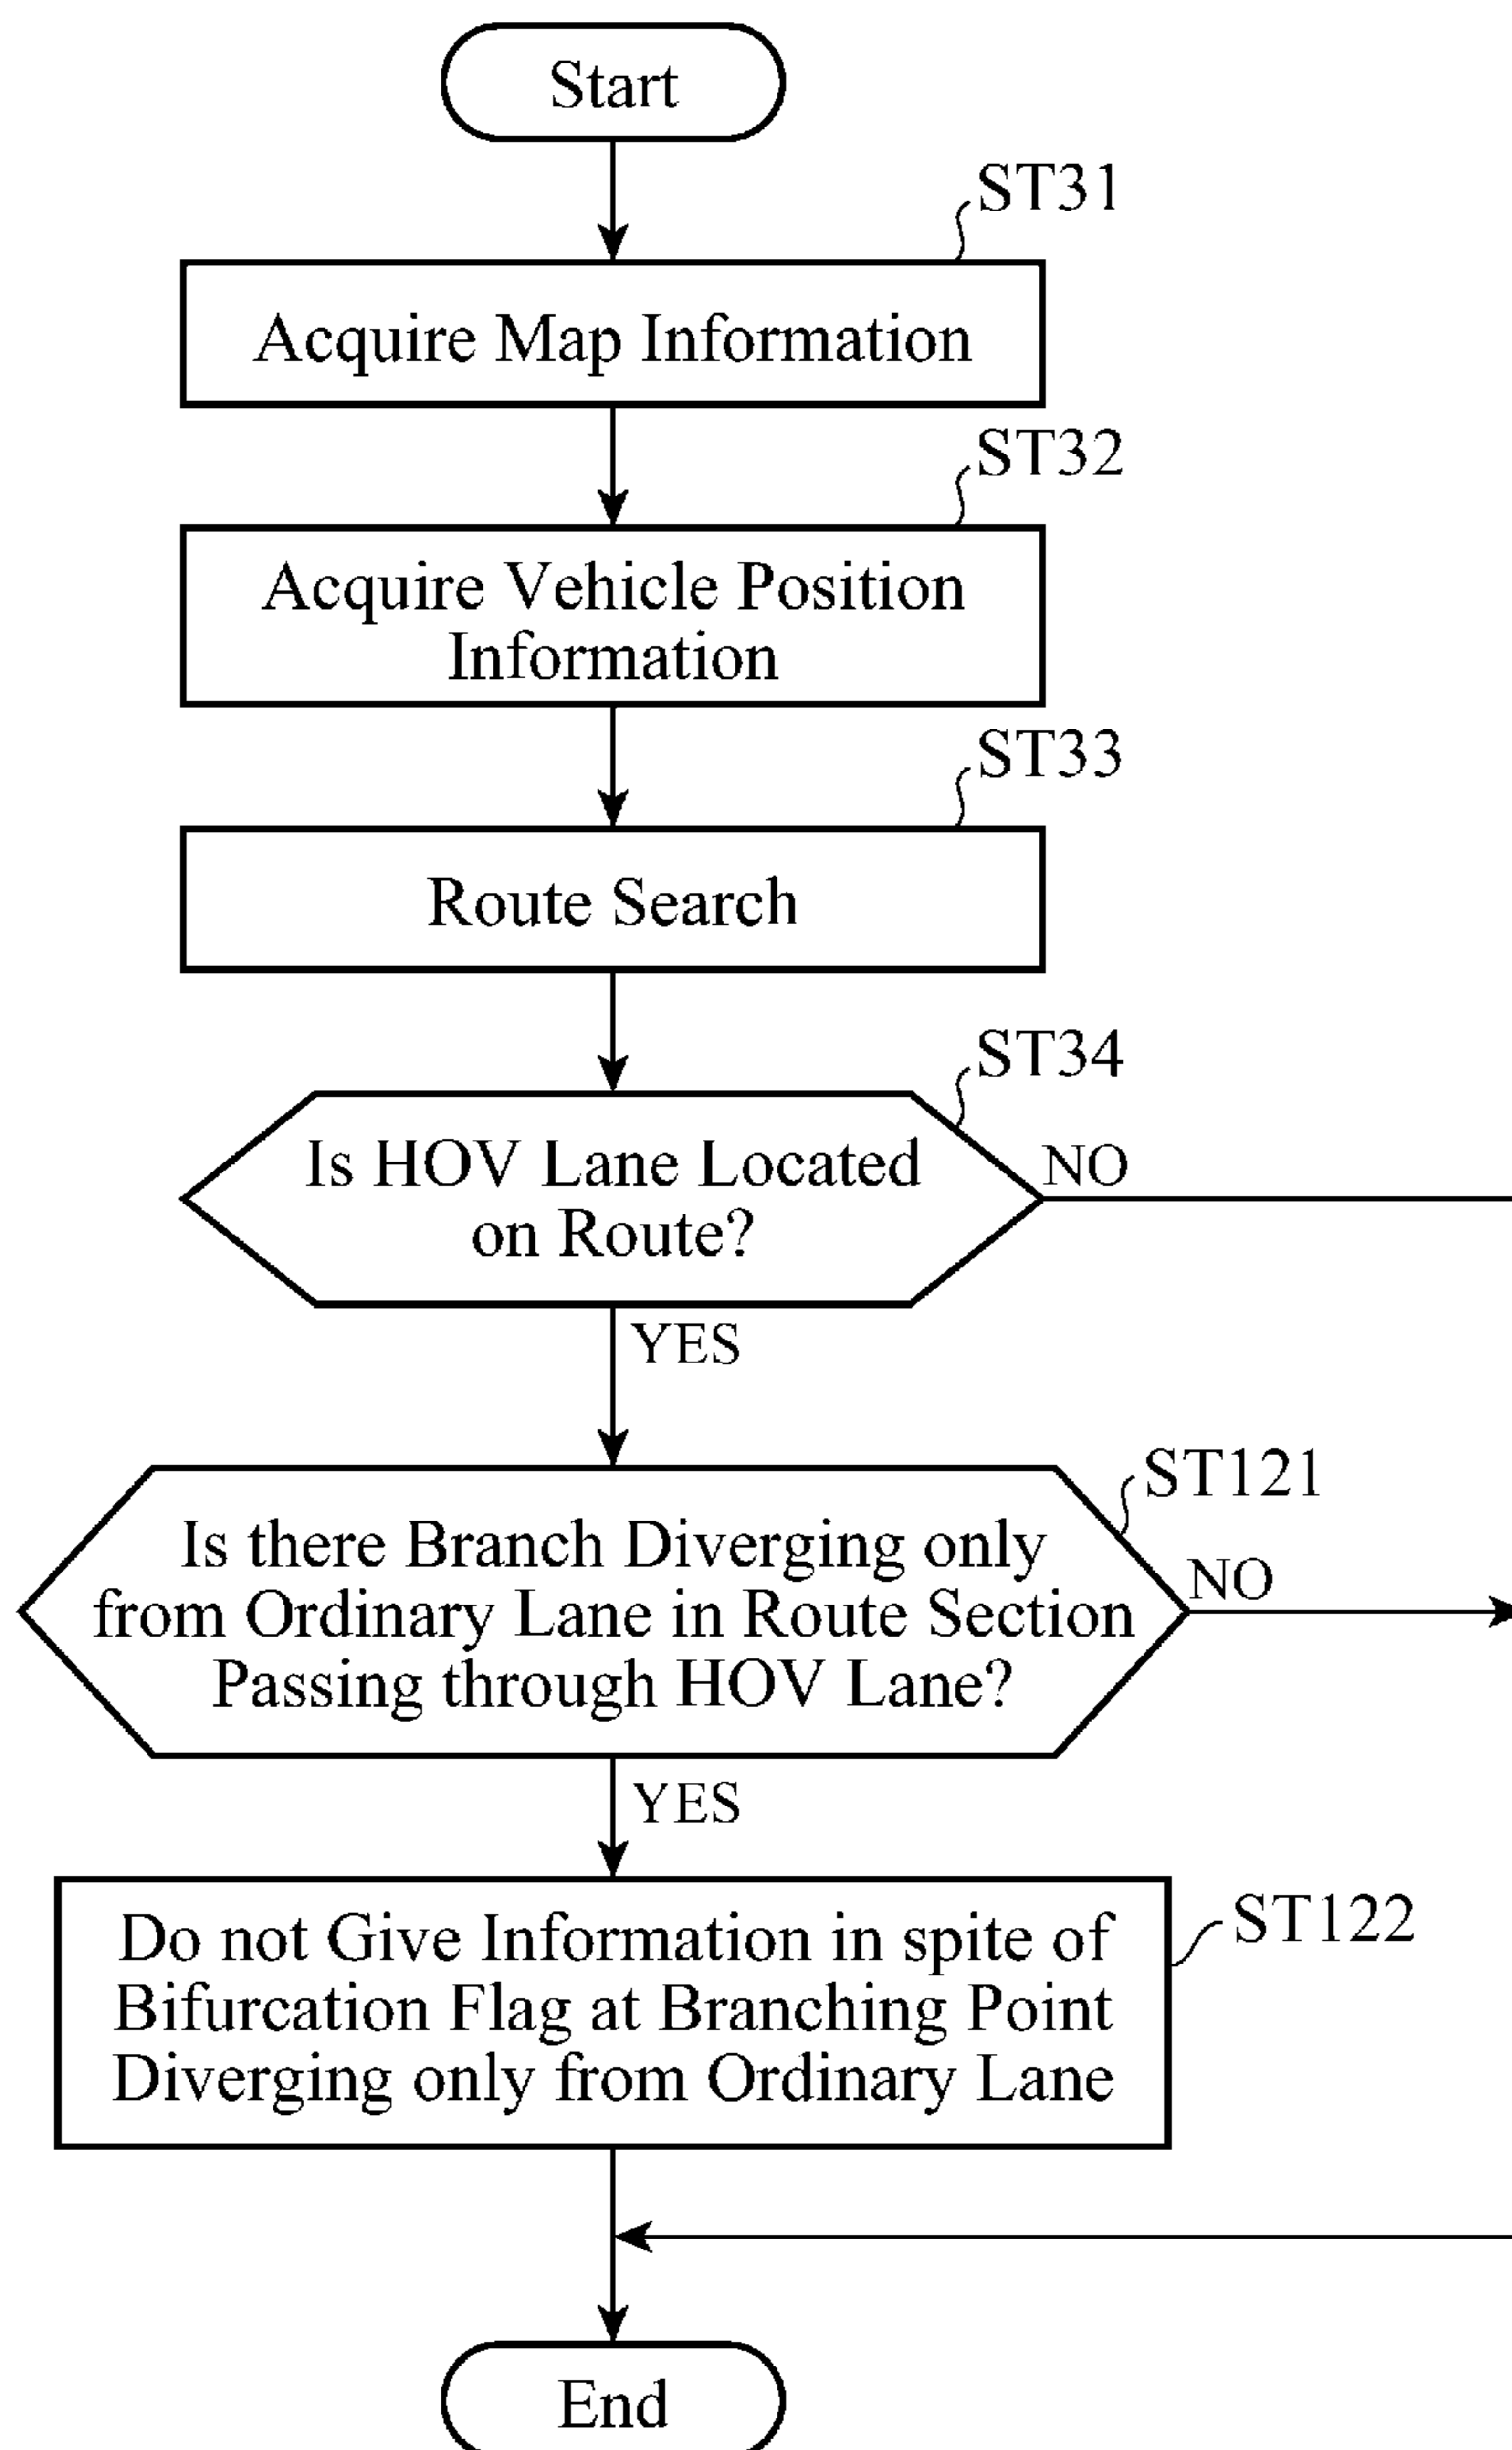 Start
ST31
Acquire Map Information
ST32
Acquire Vehicle Position
Information
ST33
Route Search
ST34
Is HOV Lane Located
on Route?
NO
YES
ST121
Is there Branch Diverging only
from Ordinary Lane in Route Section
Passing through HOV Lane?
NO
YES
ST122
Do not Give Information in spite of
Bifurcation Flag at Branching Point
Diverging only from Ordinary Lane
End